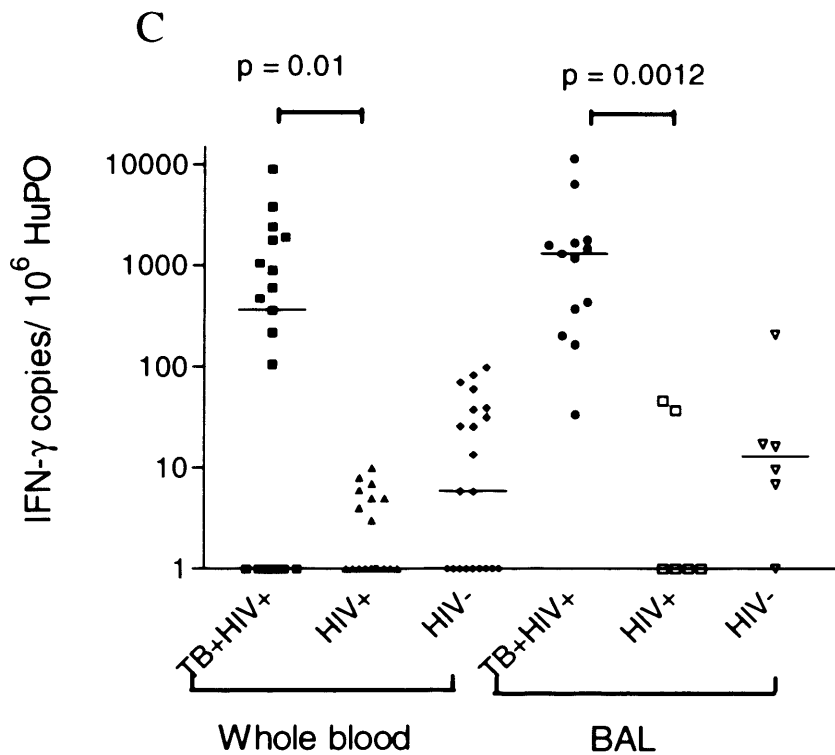 C
p = 0.01
p = 0.0012
IFN-γ copies/ 10⁶ HuPO
10000
1000
100
10
1
TB+HIV+
HIV+
HIV-
TB+HIV+
HIV+
HIV-
Whole blood
BAL